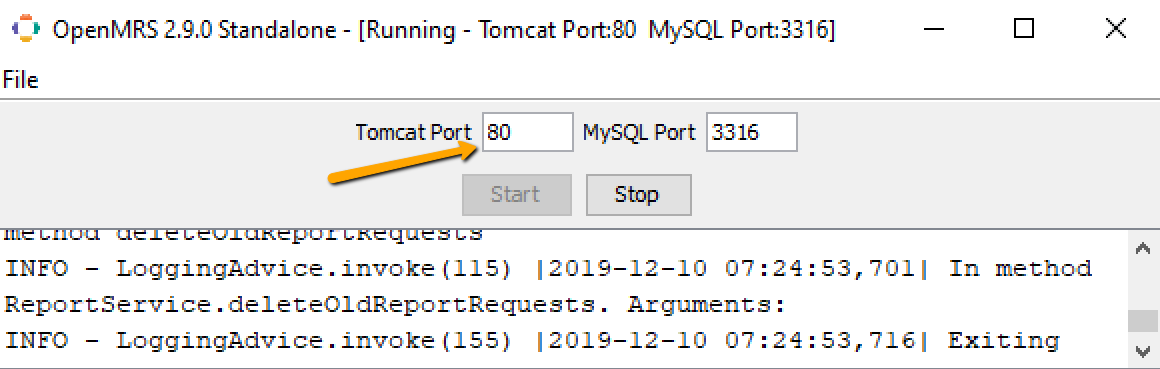 OpenMRS 2.9.0 Standalone - [Running - Tomcat Port:80  MySQL Port:3316]
File
Tomcat Port 80 MySQL Port 3316
Start Stop
method deleteOldReportRequests
INFO - LoggingAdvice.invoke(115) |2019-12-10 07:24:53,701| In method
ReportService.deleteOldReportRequests. Arguments:
INFO - LoggingAdvice.invoke(155) |2019-12-10 07:24:53,716| Exiting